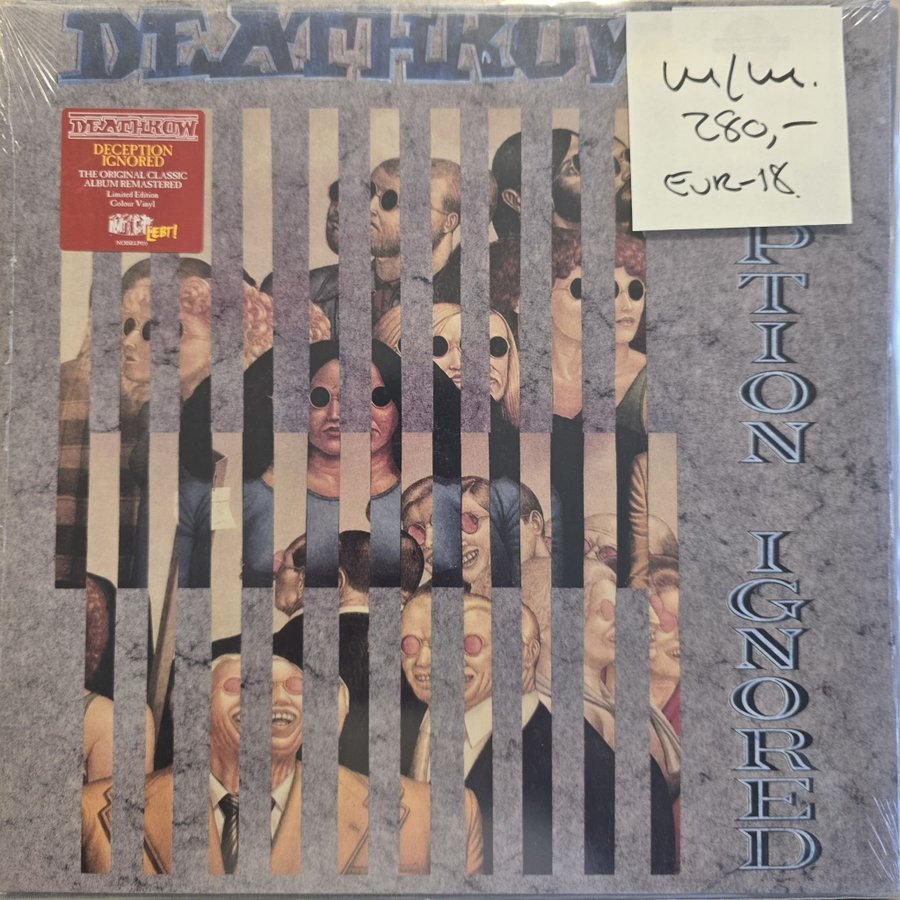 DEATHROW
M/M.
280,-
EUR-18
DEATHROW
DECEPTION
IGNORED
THE ORIGINAL CLASSIC
ALBUM REMASTERED
Limited Edition
Colour Vinyl
LEBT!
PTION IGNORED